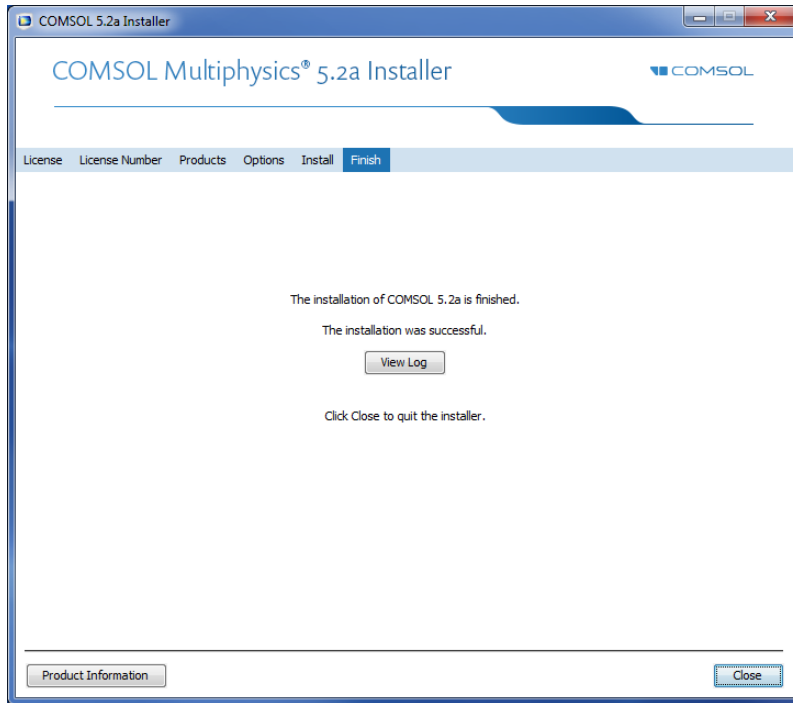 COMSOL 5.2a Installer
COMSOL Multiphysics® 5.2a Installer
COMSOL
License License Number Products Options Install Finish
The installation of COMSOL 5.2a is finished.
The installation was successful.
View Log
Click Close to quit the installer.
Product Information
Close